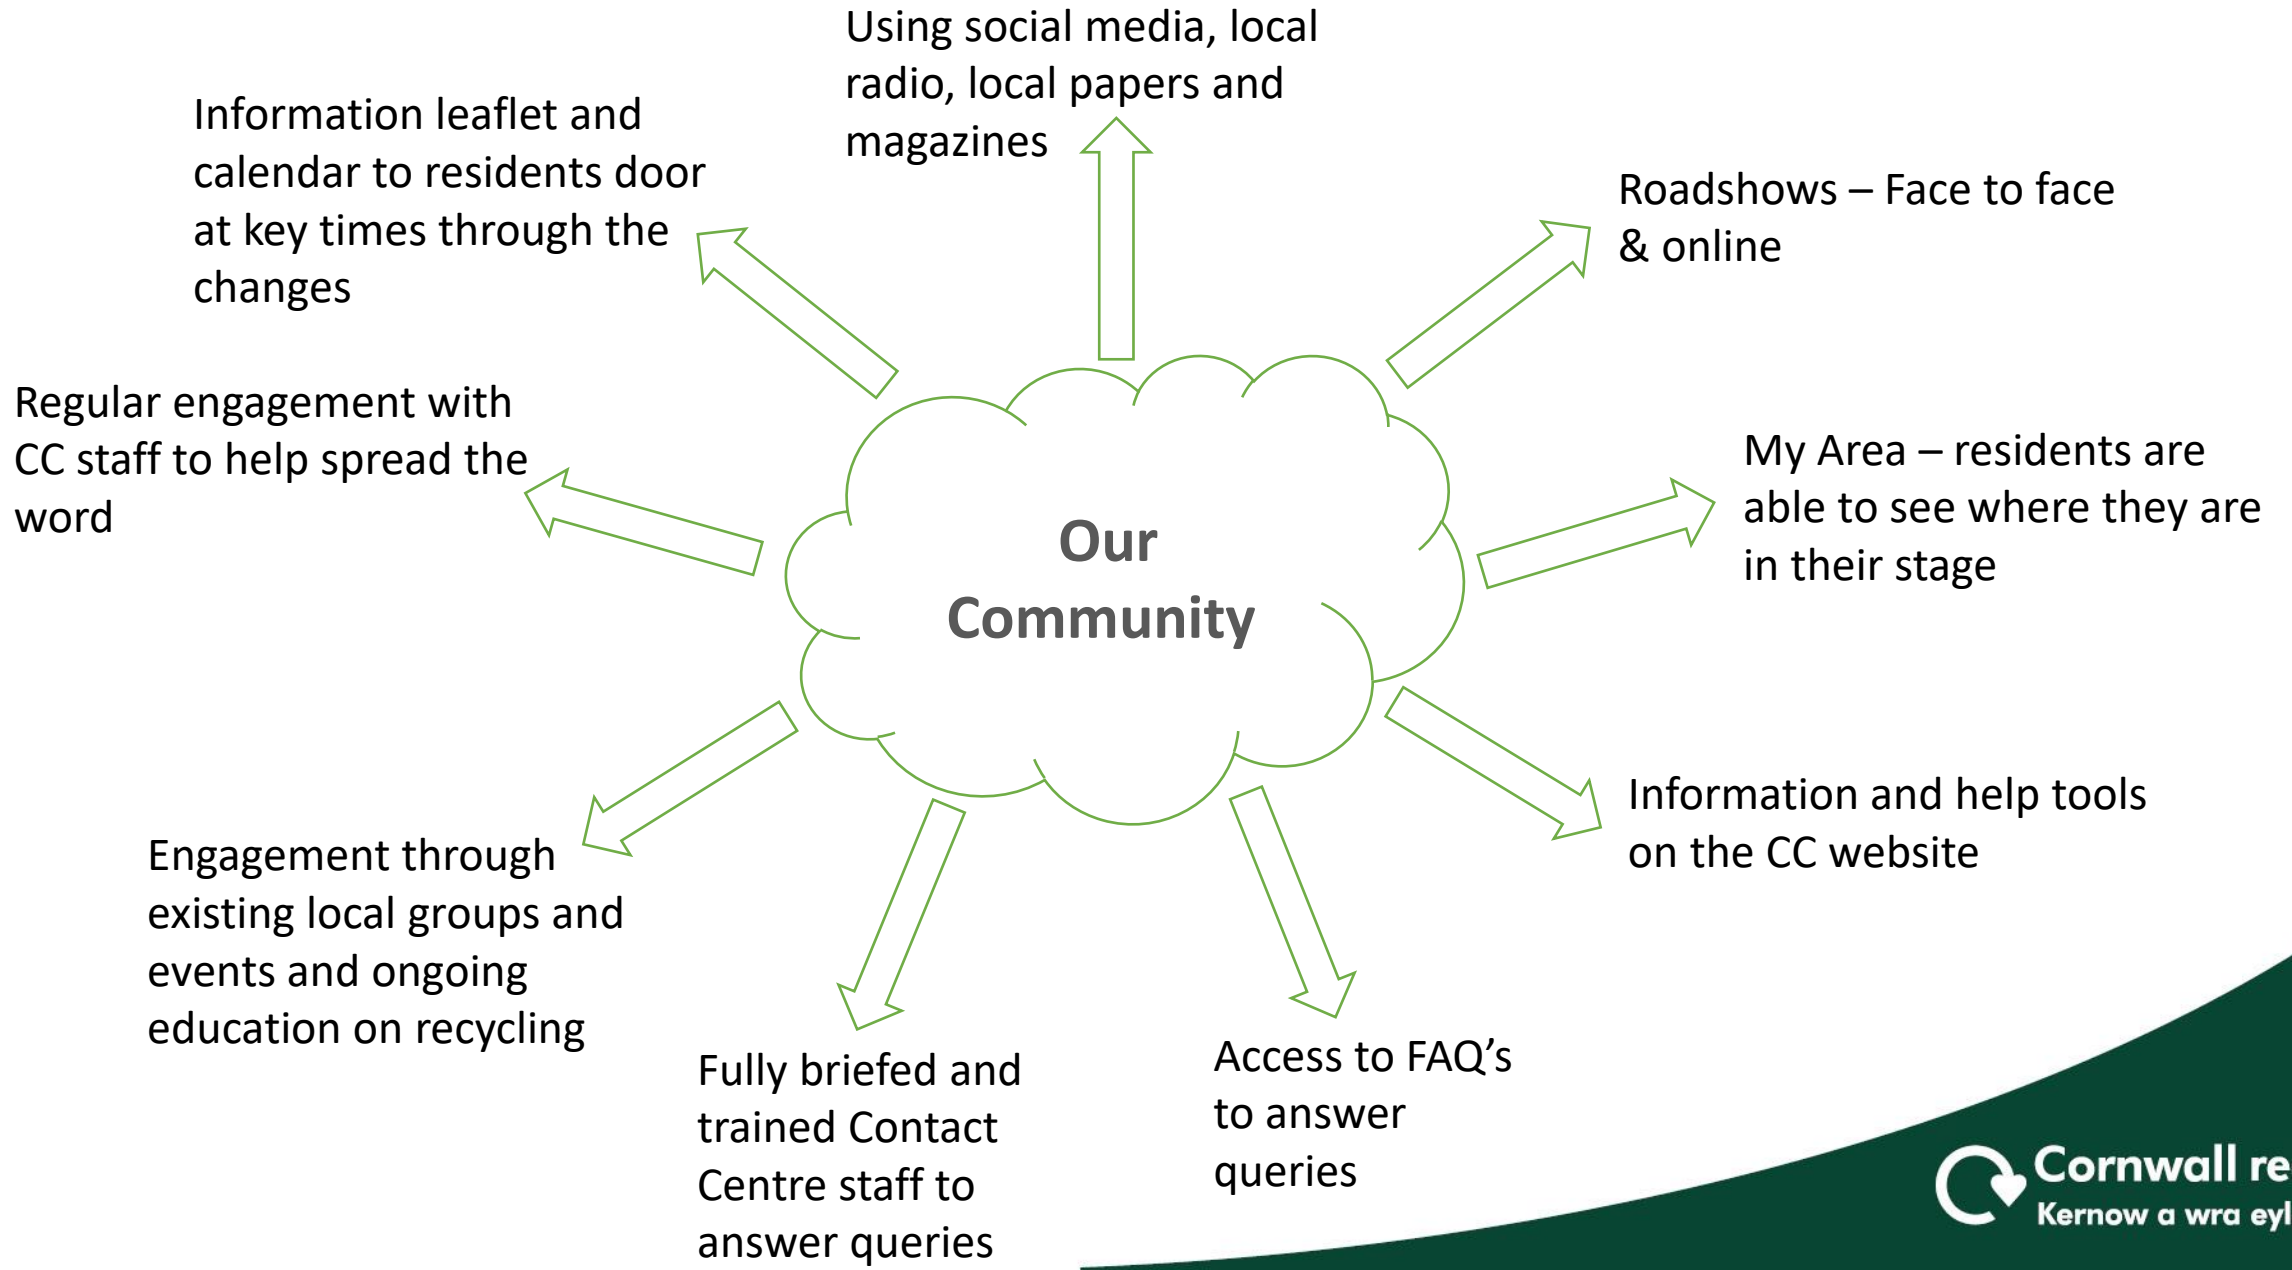 Using social media, local
radio, local papers and
magazines
Information leaflet and
calendar to residents door
at key times through the
changes
Roadshows – Face to face
& online
Regular engagement with
CC staff to help spread the
word
My Area – residents are
able to see where they are
in their stage
Our
Community
Information and help tools
on the CC website
Engagement through
existing local groups and
events and ongoing
education on recycling
Fully briefed and
trained Contact
Centre staff to
answer queries
Access to FAQ’s
to answer
queries
Cornwall re
Kernow a wra eyl